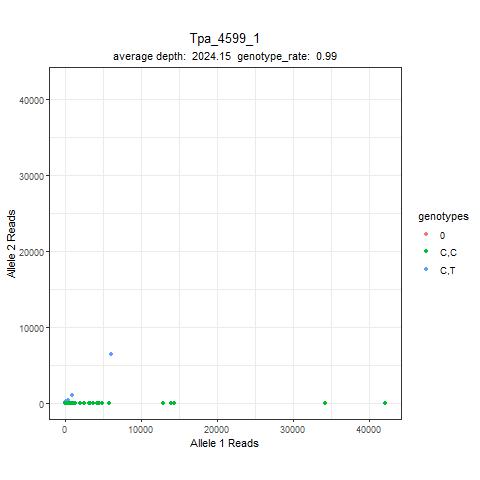 Tpa_4599_1
average depth:  2024.15  genotype_rate:  0.99
40000
30000
20000
10000
0
Allele 2 Reads
0 10000 20000 30000 40000
Allele 1 Reads
genotypes
0
C,C
C,T